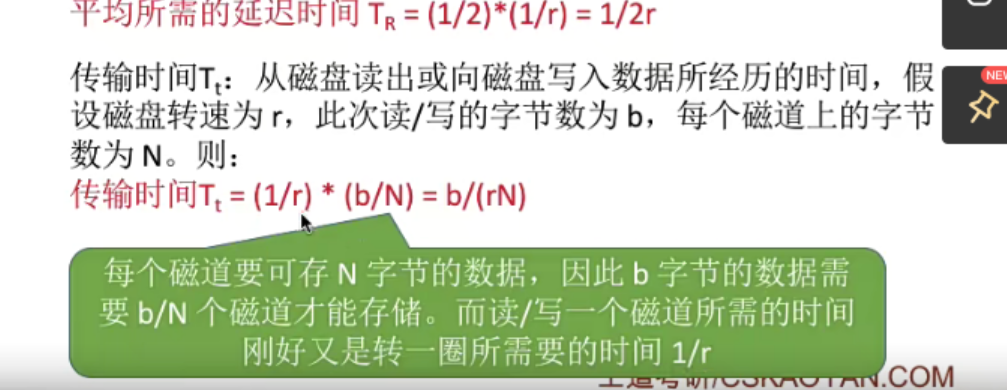 平均所需的延迟时间 TR = (1/2)*(1/r) = 1/2r
传输时间Tt：从磁盘读出或向磁盘写入数据所经历的时间，假
设磁盘转速为 r，此次读/写的字节数为 b，每个磁道上的字节
数为 N。则：
传输时间Tt = (1/r) * (b/N) = b/(rN)
每个磁道要可存 N 字节的数据，因此 b 字节的数据需
要 b/N 个磁道才能存储。而读/写一个磁道所需的时间
刚好又是转一圈所需要的时间 1/r
王道考研/CSKAOYAN.COM
NEW